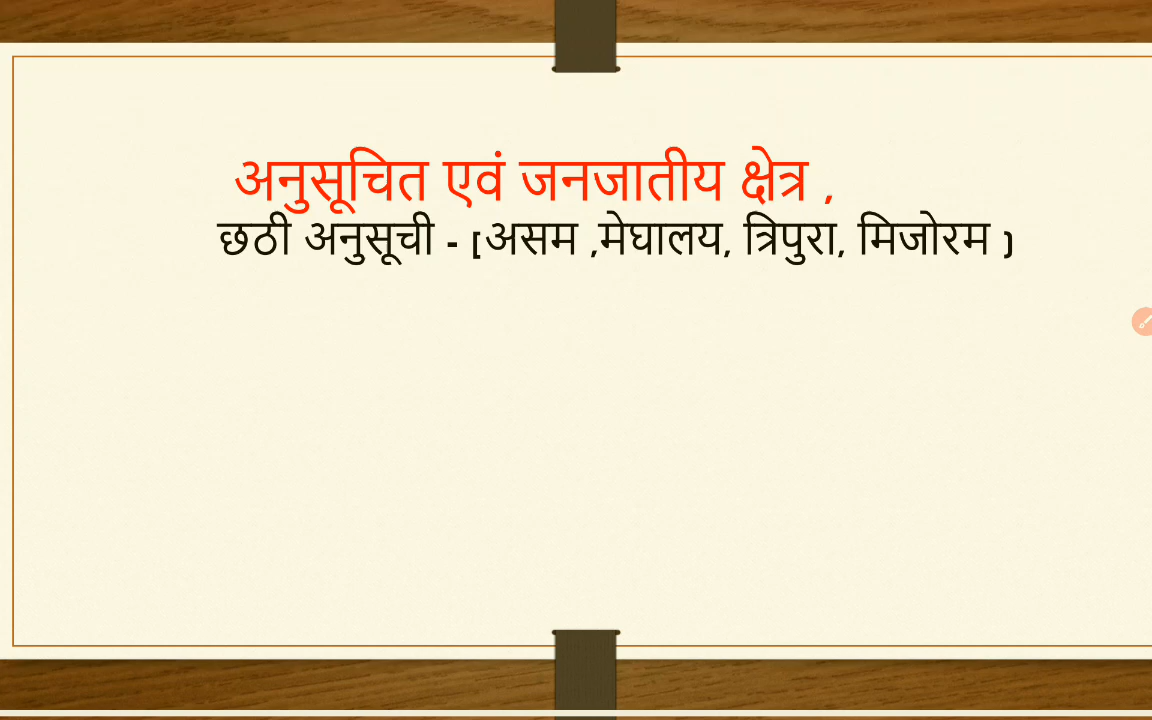 अनुसूचित एवं जनजातीय क्षेत्र ,
छठी अनुसूची - [असम ,मेघालय, त्रिपुरा, मिजोरम )